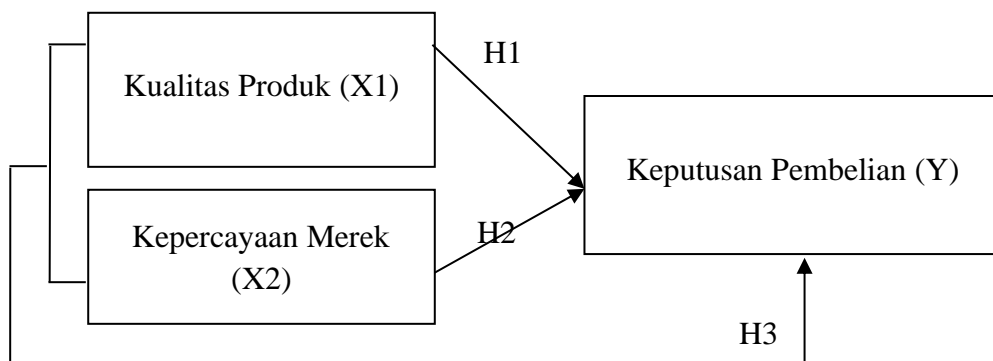 Kualitas Produk (X1)
H1
Keputusan Pembelian (Y)
Kepercayaan Merek
(X2)
H2
H3